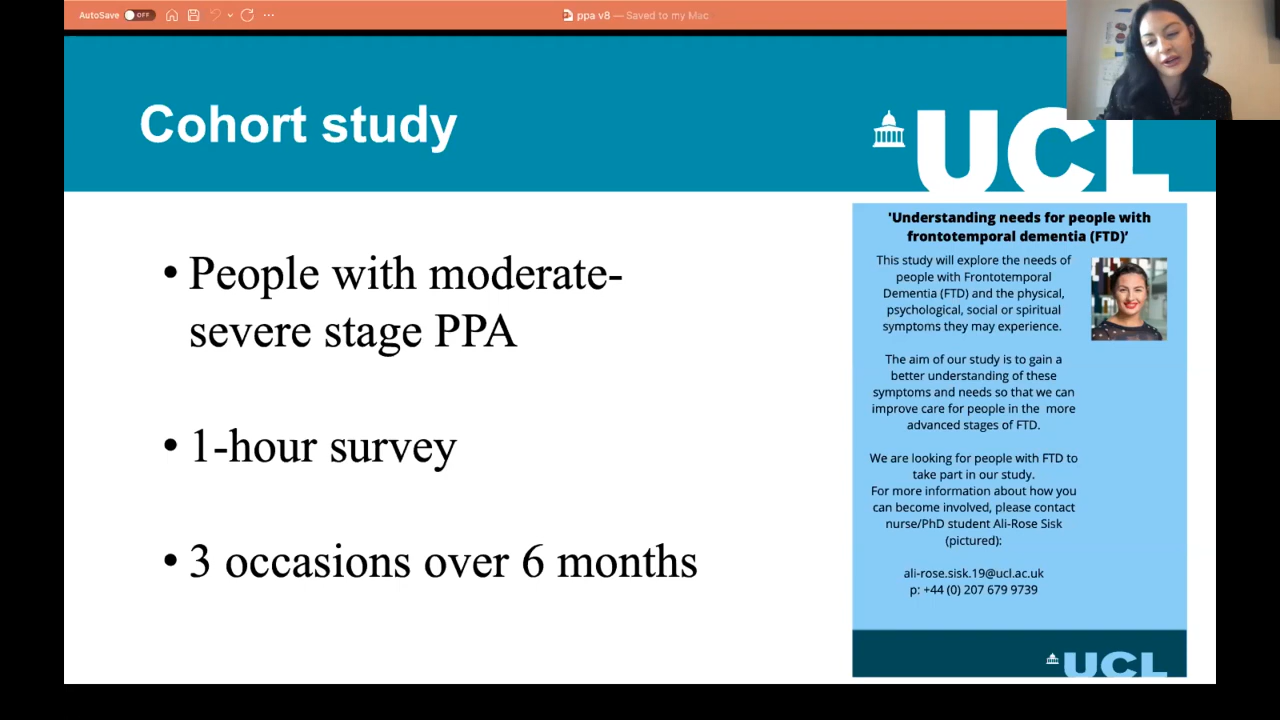 AutoSave OFF
ppa v8 — Saved to my Mac
Cohort study
UCL
• People with moderate-
severe stage PPA
• 1-hour survey
• 3 occasions over 6 months
'Understanding needs for people with
frontotemporal dementia (FTD)’
This study will explore the needs of
people with Frontotemporal
Dementia (FTD) and the physical,
psychological, social or spiritual
symptoms they may experience.
The aim of our study is to gain a
better understanding of these
symptoms and needs so that we can
improve care for people in the more
advanced stages of FTD.
We are looking for people with FTD to
take part in our study.
For more information about how you
can become involved, please contact
nurse/PhD student Ali-Rose Sisk
(pictured):
ali-rose.sisk.19@ucl.ac.uk
p: +44 (0) 207 679 9739
UCL